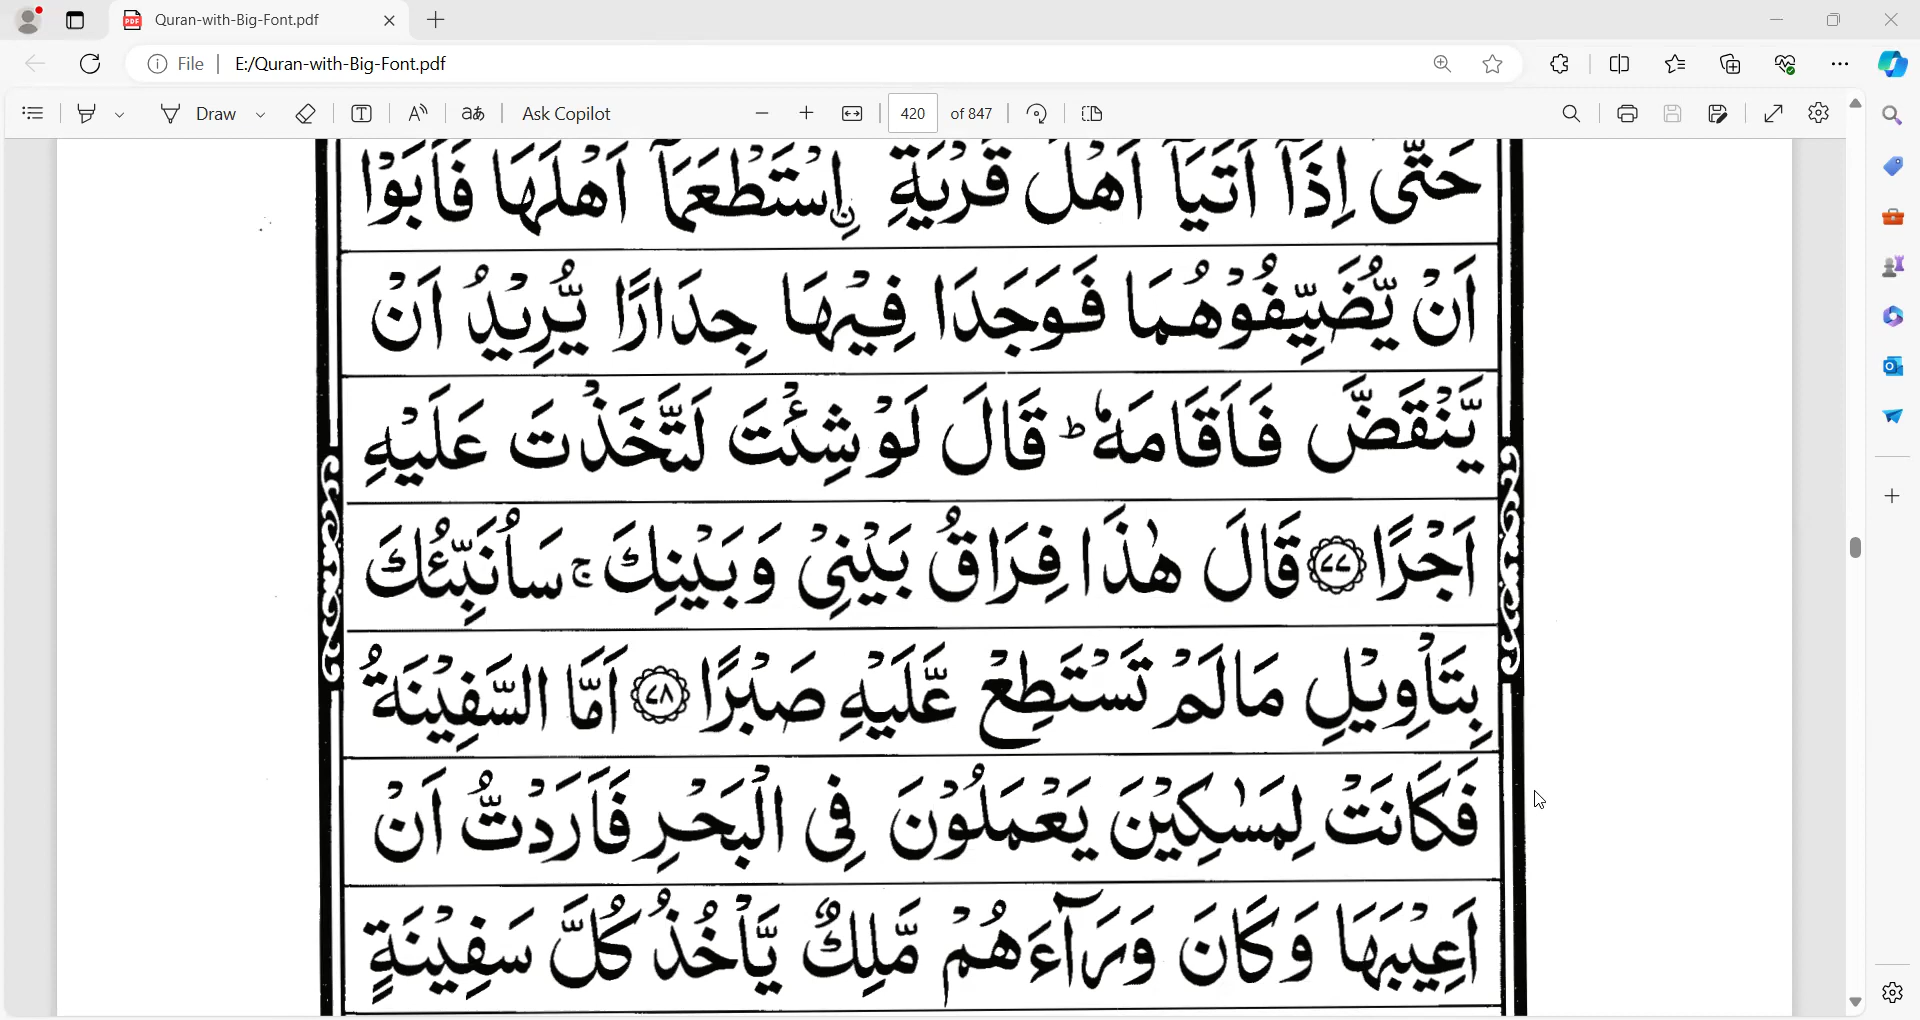 Quran-with-Big-Font.pdf
File | E:/Quran-with-Big-Font.pdf
Draw Ask Copilot 420 of 847
حَتّٰۤى اِذَاۤ اَتَيَاۤ اَهْلَ قَرْيَةِ ۨاسْتَطْعَمَاۤ اَهْلَهَا فَاَبَوْا
اَنْ يُّضَيِّفُوْهُمَا فَوَجَدَا فِيْهَا جِدَارًا يُّرِيْدُ اَنْ
يَّنْقَضَّ فَاَقَامَهٗ ؕ قَالَ لَوْ شِئْتَ لَتَّخَذْتَ عَلَيْهِ
اَجْرًا ﴿۷۷﴾ قَالَ هٰذَا فِرَاقُ بَيْنِيْ وَبَيْنِكَ ۚ سَاُنَبِّئُكَ
بِتَاْوِيْلِ مَا لَمْ تَسْتَطِعْ عَّلَيْهِ صَبْرًا ﴿۷۸﴾ اَمَّا السَّفِيْنَةُ
فَكَانَتْ لِمَسٰكِيْنَ يَعْمَلُوْنَ فِى الْبَحْرِ فَاَرَدْتُّ اَنْ
اَعِيْبَهَا وَكَانَ وَرَآءَهُمْ مَّلِكٌ يَّاْخُذُ كُلَّ سَفِيْنَةٍ